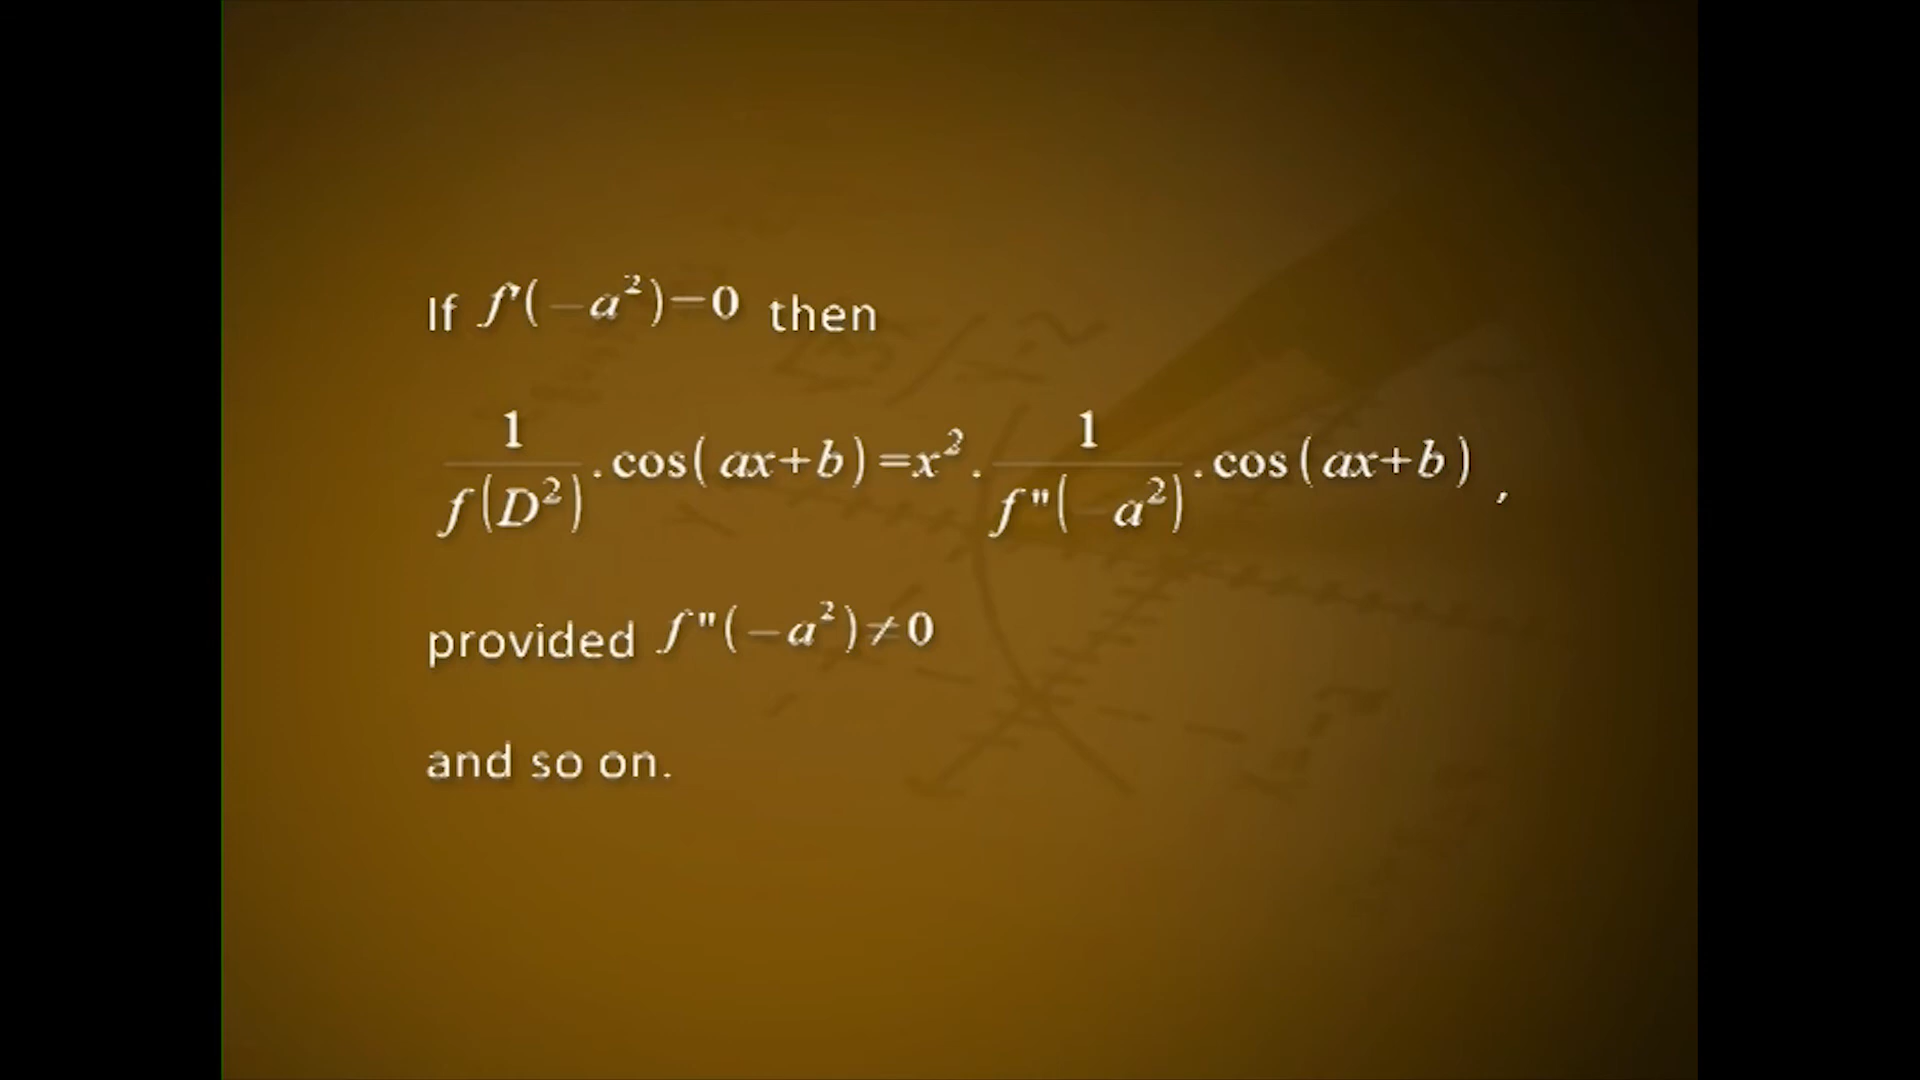 If f'(−a²)=0 then
1/f(D²) . cos(ax+b)=x² . 1/f"(−a²) . cos(ax+b) ,
provided f"(−a²)≠0
and so on.